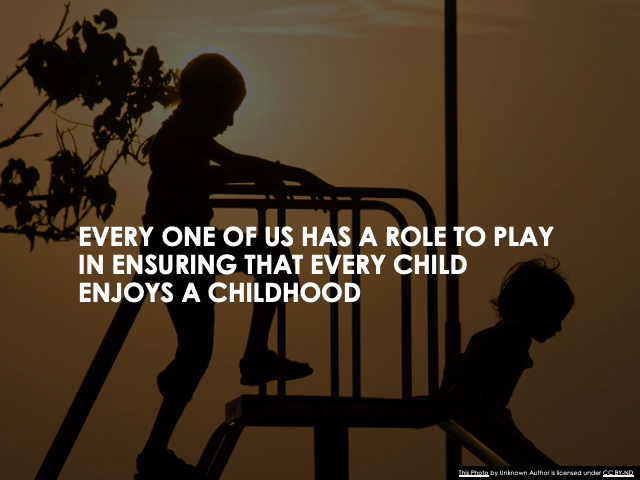 EVERY ONE OF US HAS A ROLE TO PLAY
IN ENSURING THAT EVERY CHILD
ENJOYS A CHILDHOOD
This Photo by Unknown Author is licensed under CC BY-ND